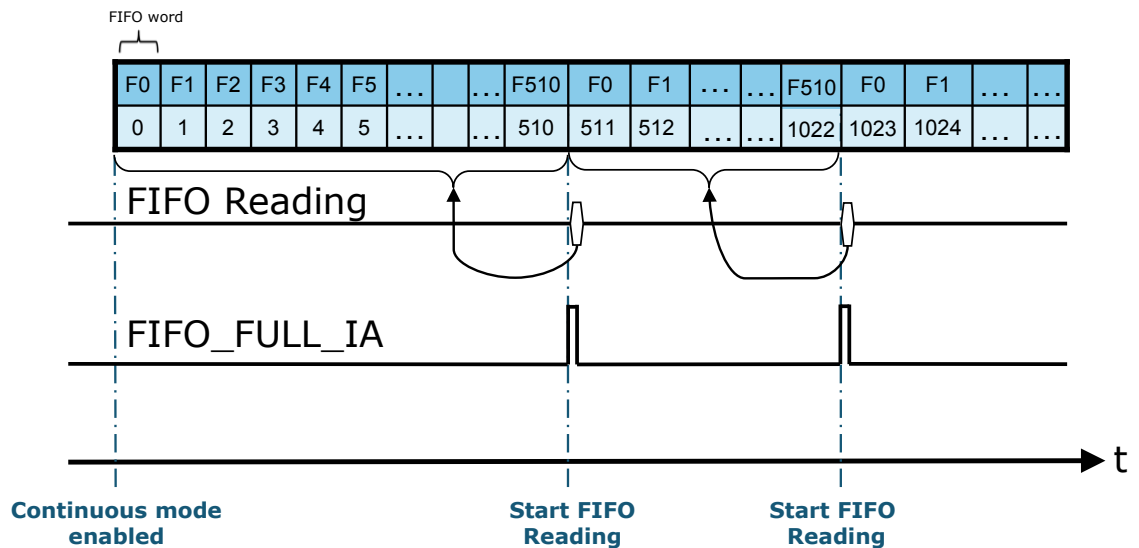 FIFO word
F0 F1 F2 F3 F4 F5 ... ... F510 F0 F1 ... ... F510 F0 F1 ... ...
0 1 2 3 4 5 ... ... 510 511 512 ... ... 1022 1023 1024 ... ...
FIFO Reading
FIFO_FULL_IA
t
Continuous mode
enabled
Start FIFO
Reading
Start FIFO
Reading